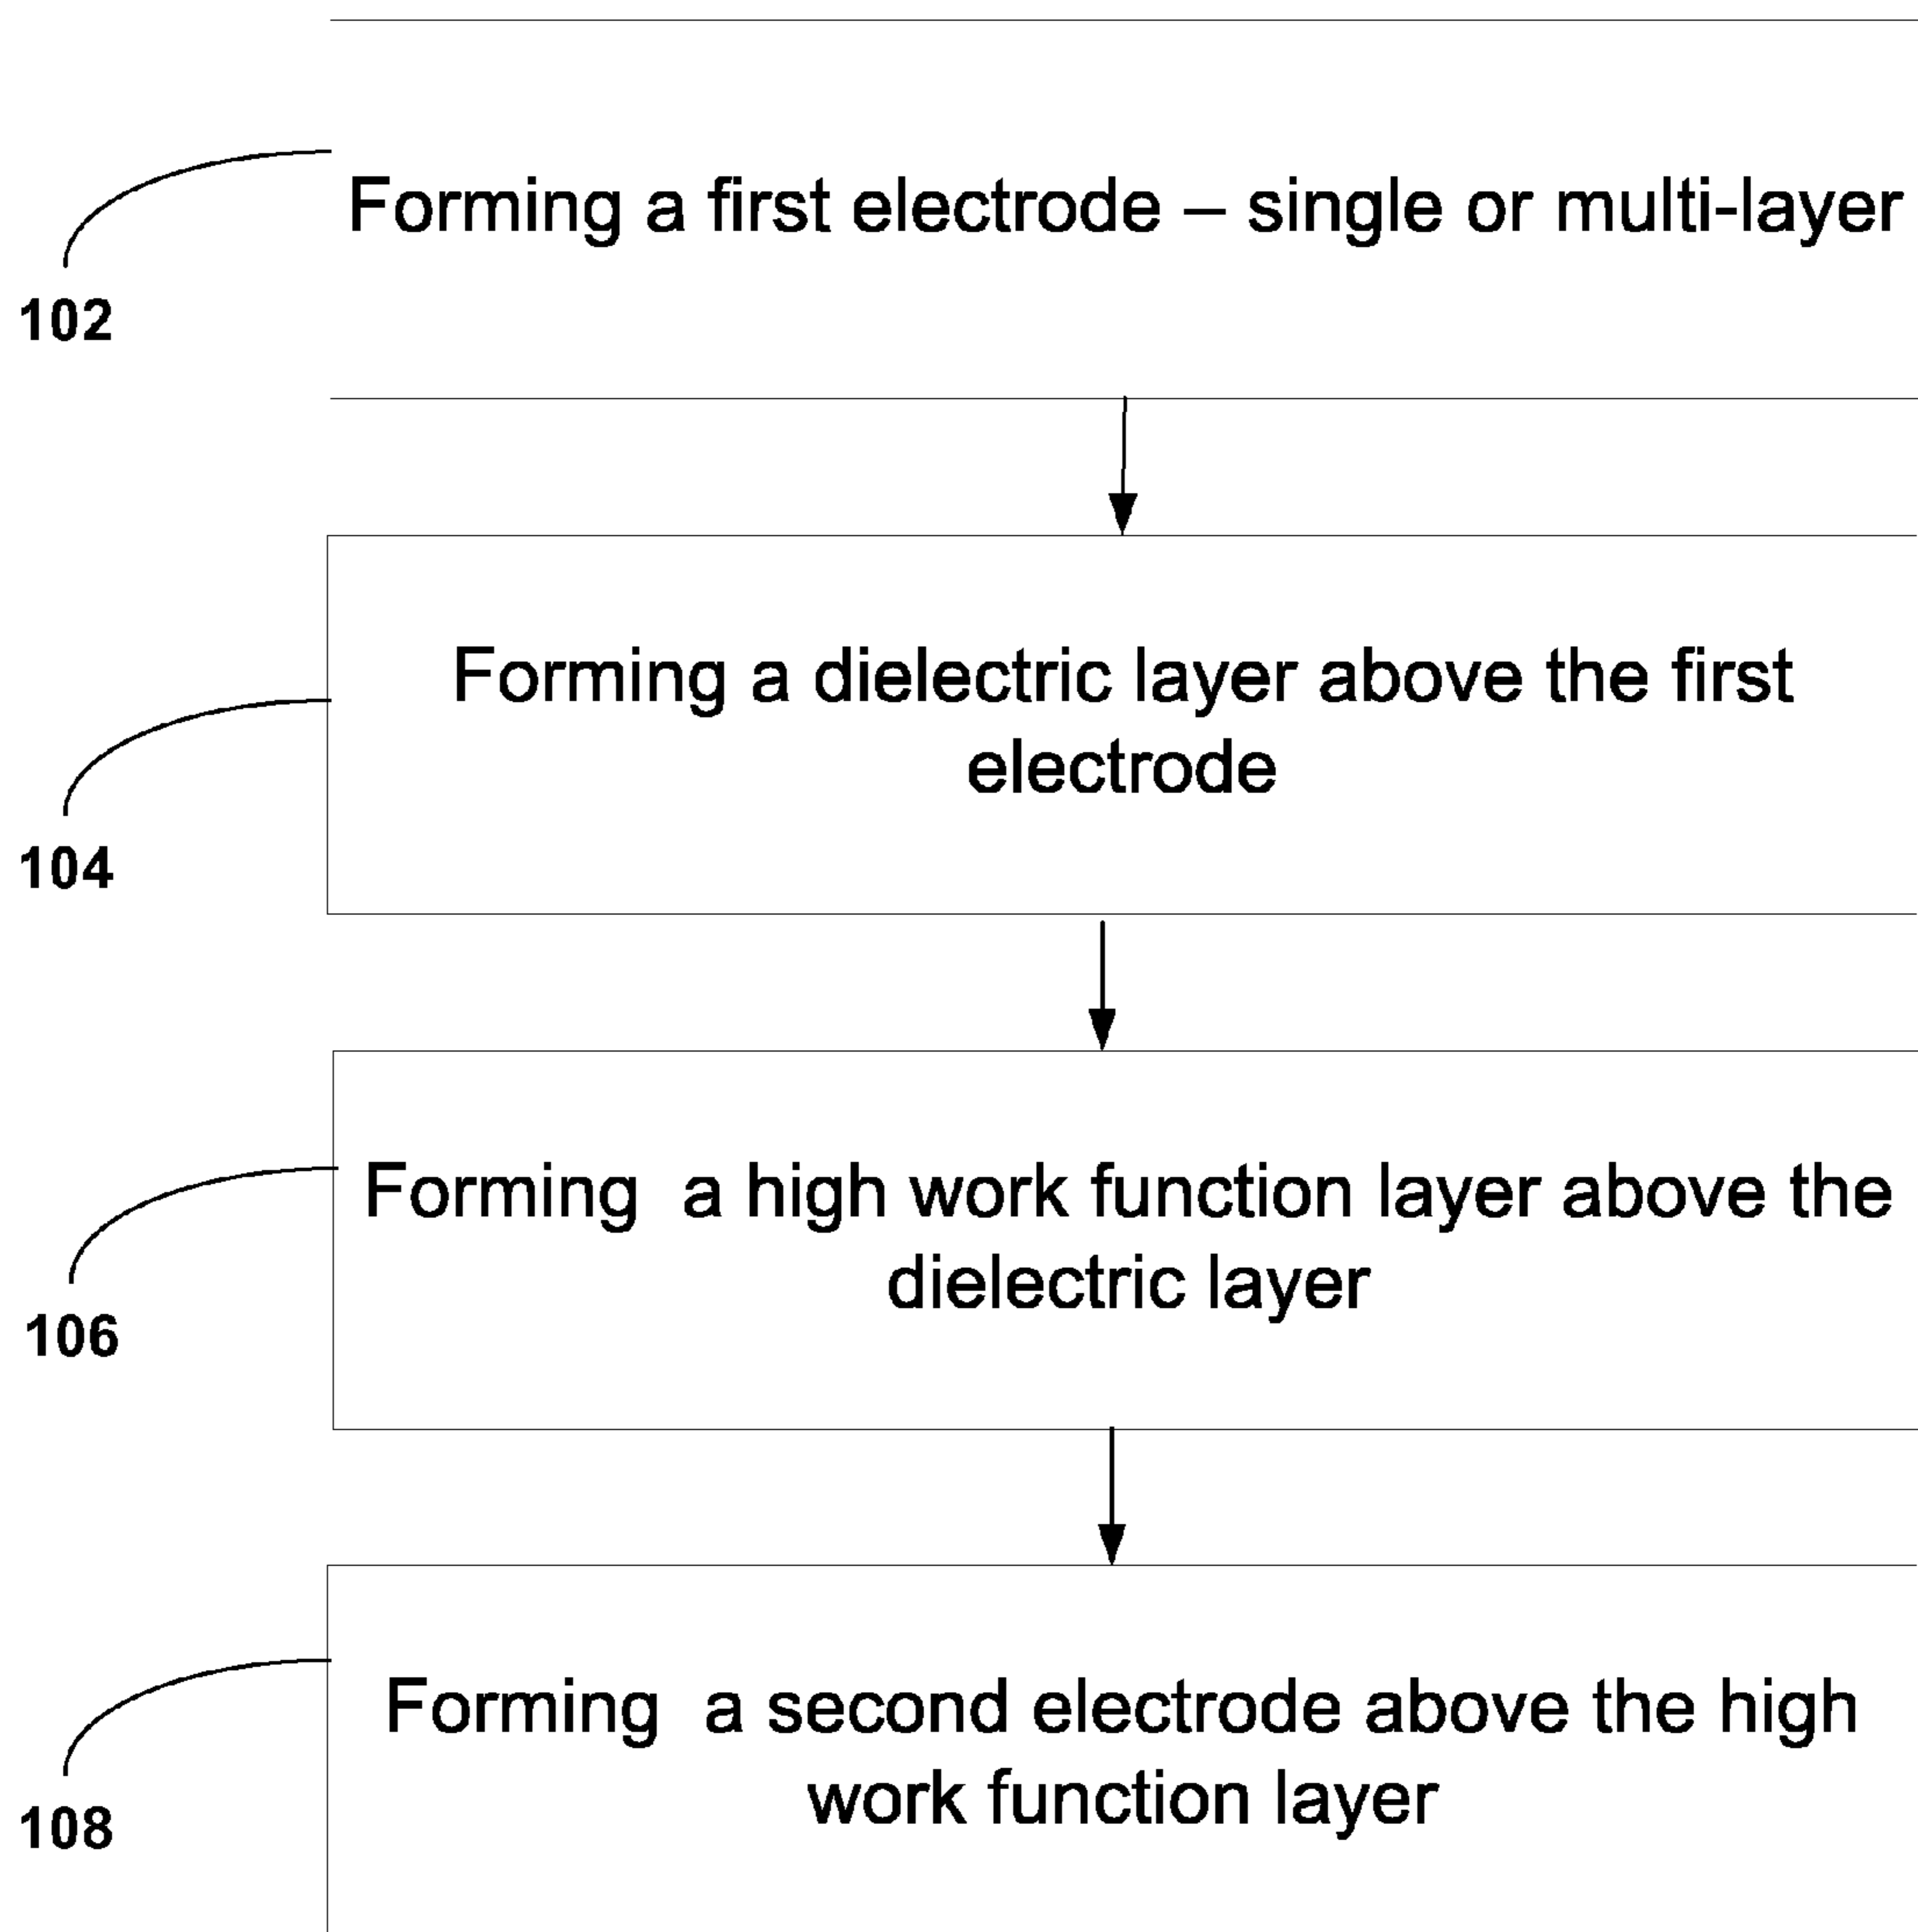 Forming a first electrode – single or multi-layer
102
Forming a dielectric layer above the first
electrode
104
Forming a high work function layer above the
dielectric layer
106
Forming a second electrode above the high
work function layer
108